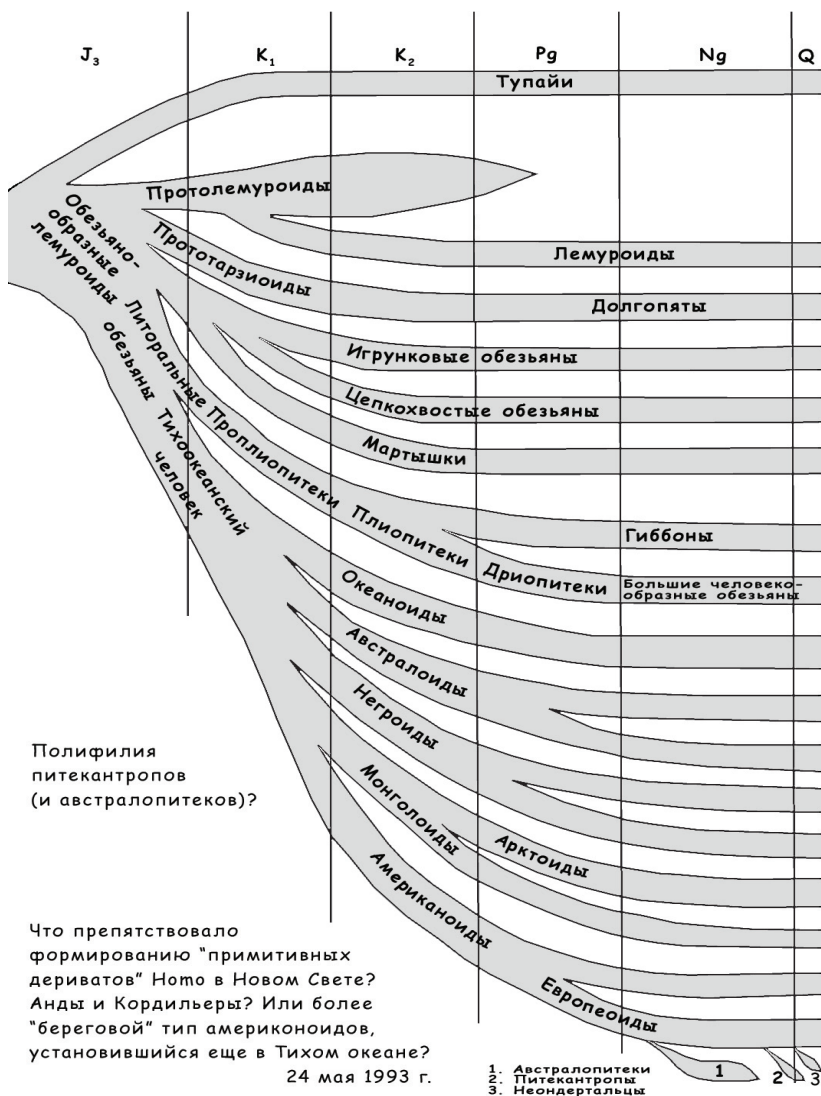 J₃ K₁ K₂ Pg Ng Q
Тупайи
Протолемуроиды
Обезьяно-
образные
лемуроиды
Прототарзиоиды
Лемуроиды
Долгопяты
Литоральные
обезьяны
Игрунковые обезьяны
Цепкохвостые обезьяны
Мартышки
Проплиопитеки
Плиопитеки
Гиббоны
Дриопитеки
Большие человеко-
образные обезьяны
Тихоокеанский
человек
Океаноиды
Австралоиды
Негроиды
Монголоиды
Арктоиды
Американоиды
Европеоиды
Полифилия
питекантропов
(и австралопитеков)?
Что препятствовало
формированию “примитивных
дериватов” Homo в Новом Свете?
Анды и Кордильеры? Или более
“береговой” тип америконоидов,
установившийся еще в Тихом океане?
24 мая 1993 г.
1. Австралопитеки
2. Питекантропы
3. Неондертальцы
1 2 3